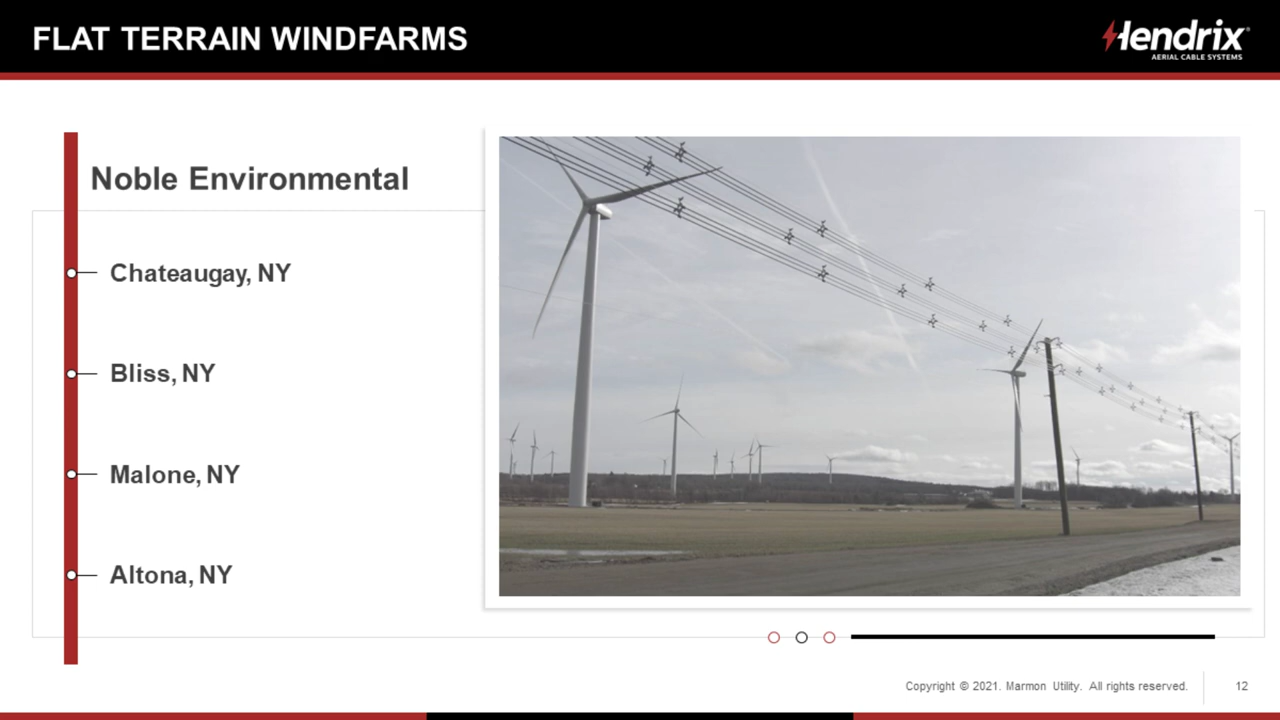 FLAT TERRAIN WINDFARMS
Hendrix®
AERIAL CABLE SYSTEMS
Noble Environmental
Chateaugay, NY
Bliss, NY
Malone, NY
Altona, NY
Copyright © 2021. Marmon Utility. All rights reserved.
12